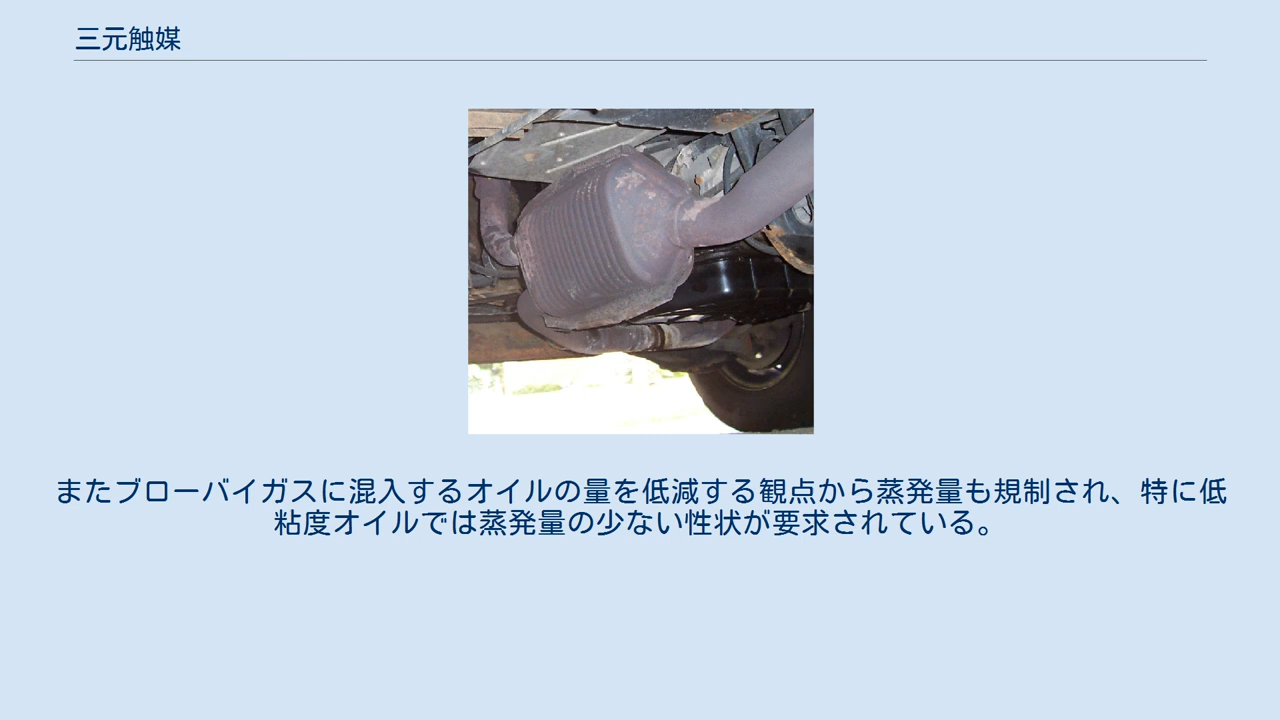 三元触媒
またブローバイガスに混入するオイルの量を低減する観点から蒸発量も規制され、特に低
粘度オイルでは蒸発量の少ない性状が要求されている。